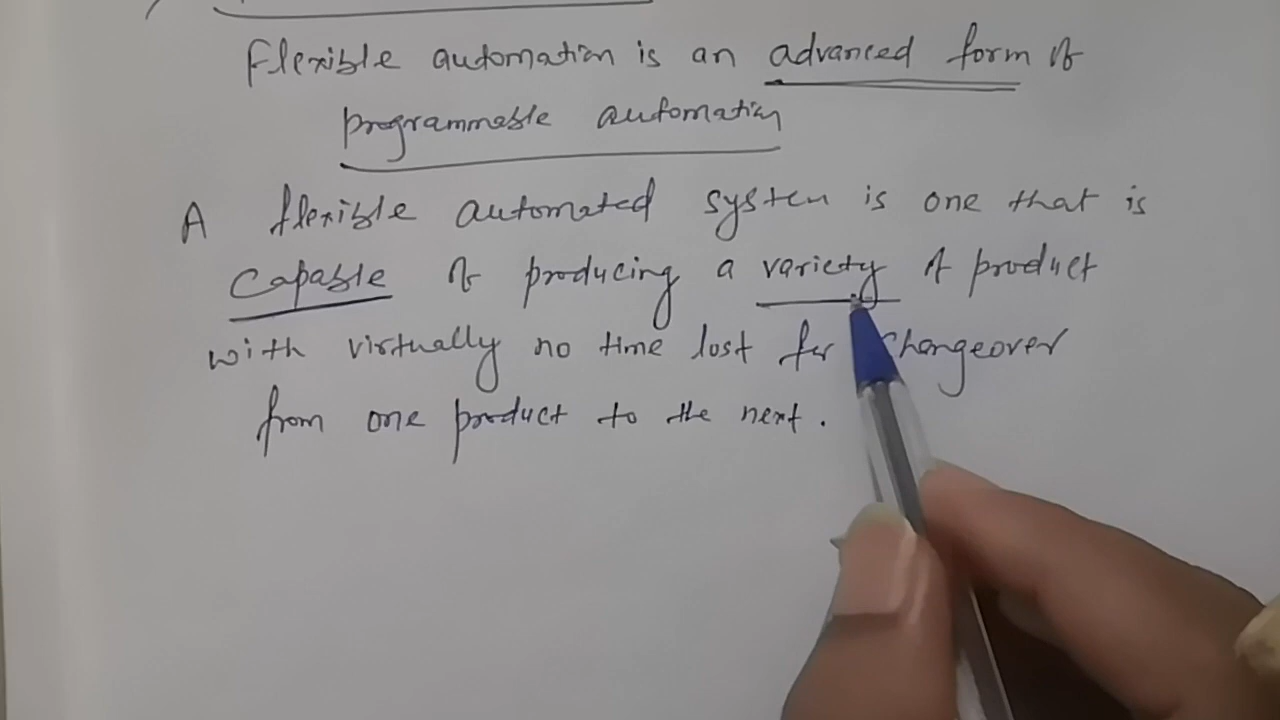 Flexible automation is an advanced form of
programmable automation
A flexible automated system is one that is
Capable of producing a variety of product
with virtually no time lost for changeover
from one product to the next.